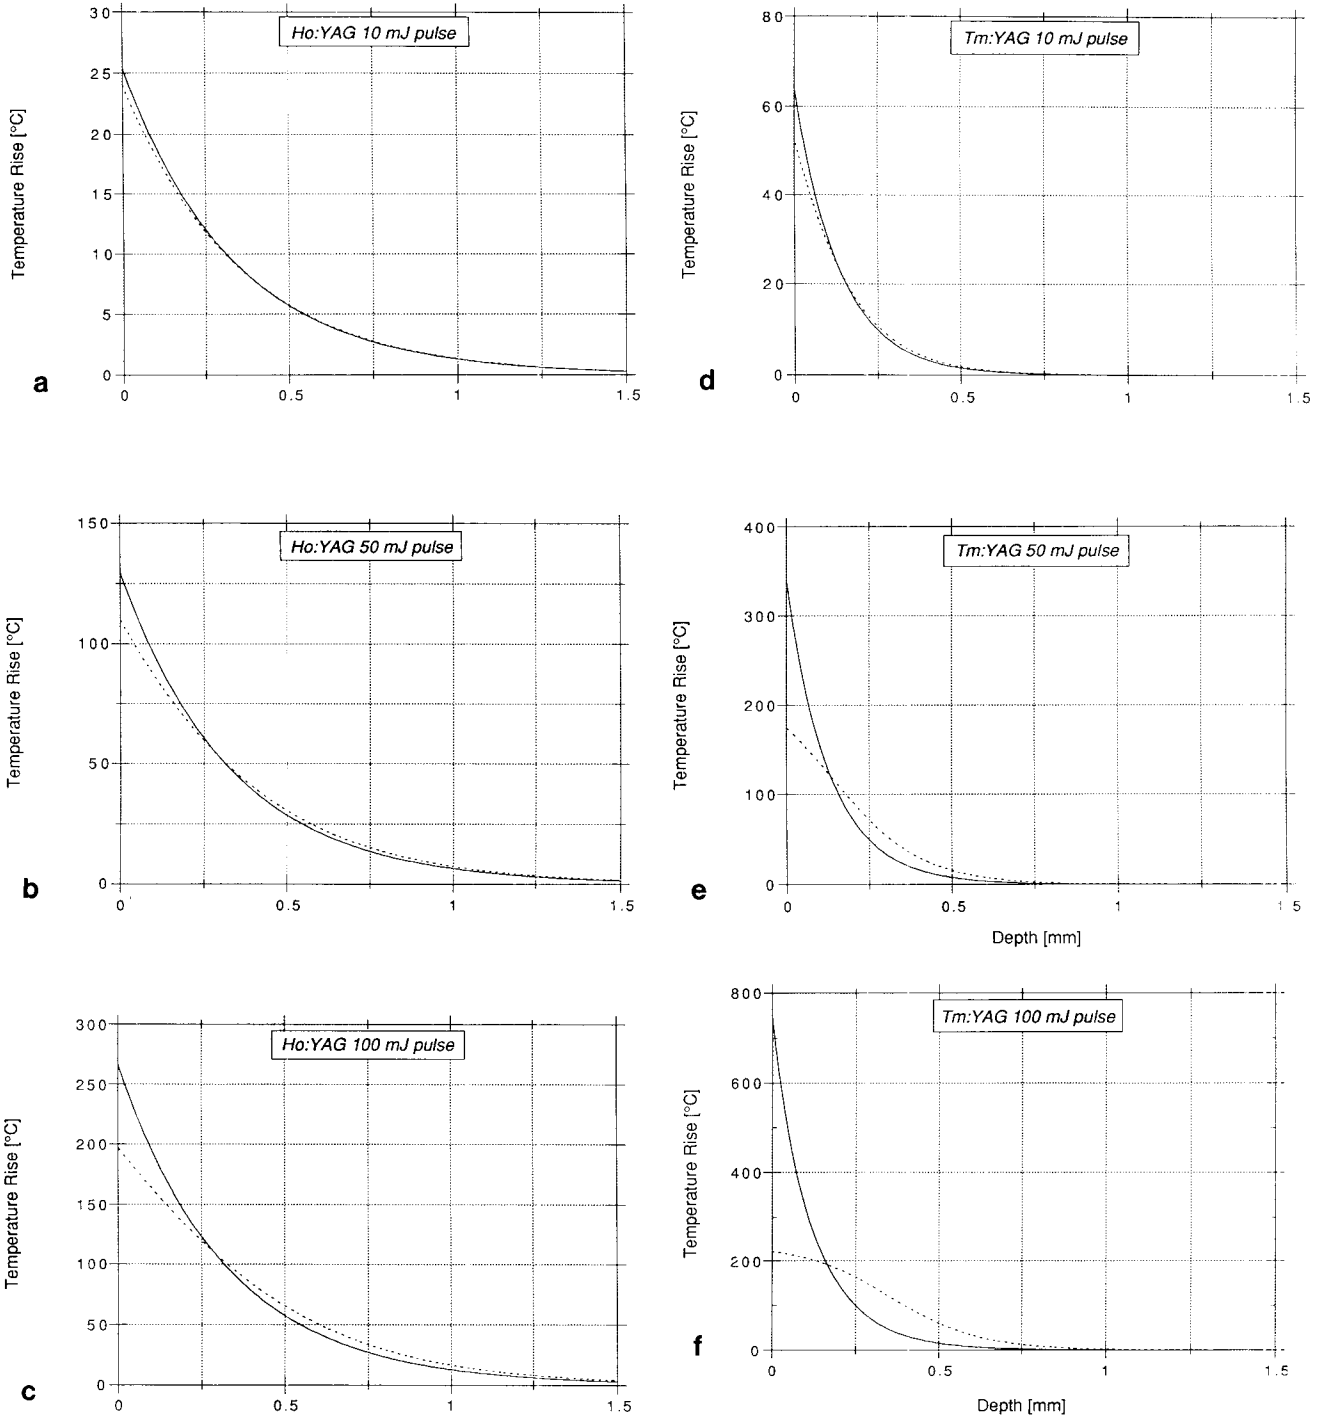 Ho:YAG 10 mJ pulse
30
25
20
15
10
5
0
Temperature Rise [°C]
0 0.5 1 1.5
a
Tm:YAG 10 mJ pulse
80
60
40
20
0
Temperature Rise [°C]
0 0.5 1 1.5
d
Ho:YAG 50 mJ pulse
150
100
50
0
Temperature Rise [°C]
0 0.5 1 1.5
b
Tm:YAG 50 mJ pulse
400
300
200
100
0
Temperature Rise [°C]
0 0.5 1 1 5
Depth [mm]
e
Ho:YAG 100 mJ pulse
300
250
200
150
100
50
0
Temperature Rise [°C]
0 0.5 1 1.5
c
Tm:YAG 100 mJ pulse
800
600
400
200
0
Temperature Rise [°C]
0 0.5 1 1.5
Depth [mm]
f